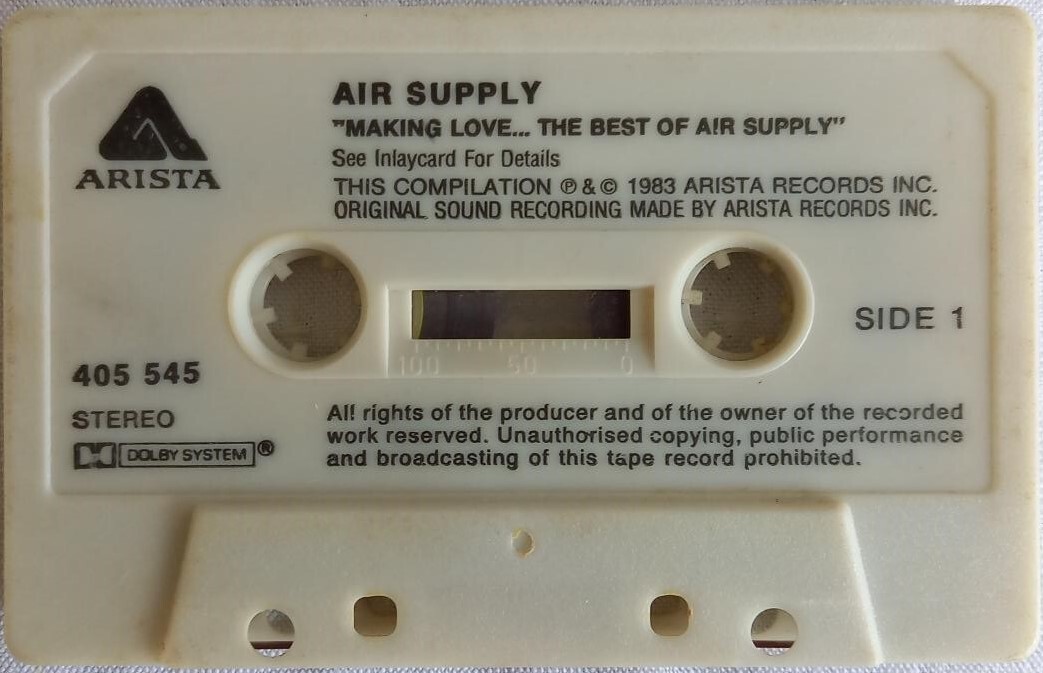 ARISTA
AIR SUPPLY
"MAKING LOVE... THE BEST OF AIR SUPPLY"
See Inlaycard For Details
THIS COMPILATION ℗ & © 1983 ARISTA RECORDS INC.
ORIGINAL SOUND RECORDING MADE BY ARISTA RECORDS INC.
SIDE 1
100 50 0
405 545
STEREO
DOLBY SYSTEM ®
All rights of the producer and of the owner of the recorded
work reserved. Unauthorised copying, public performance
and broadcasting of this tape record prohibited.